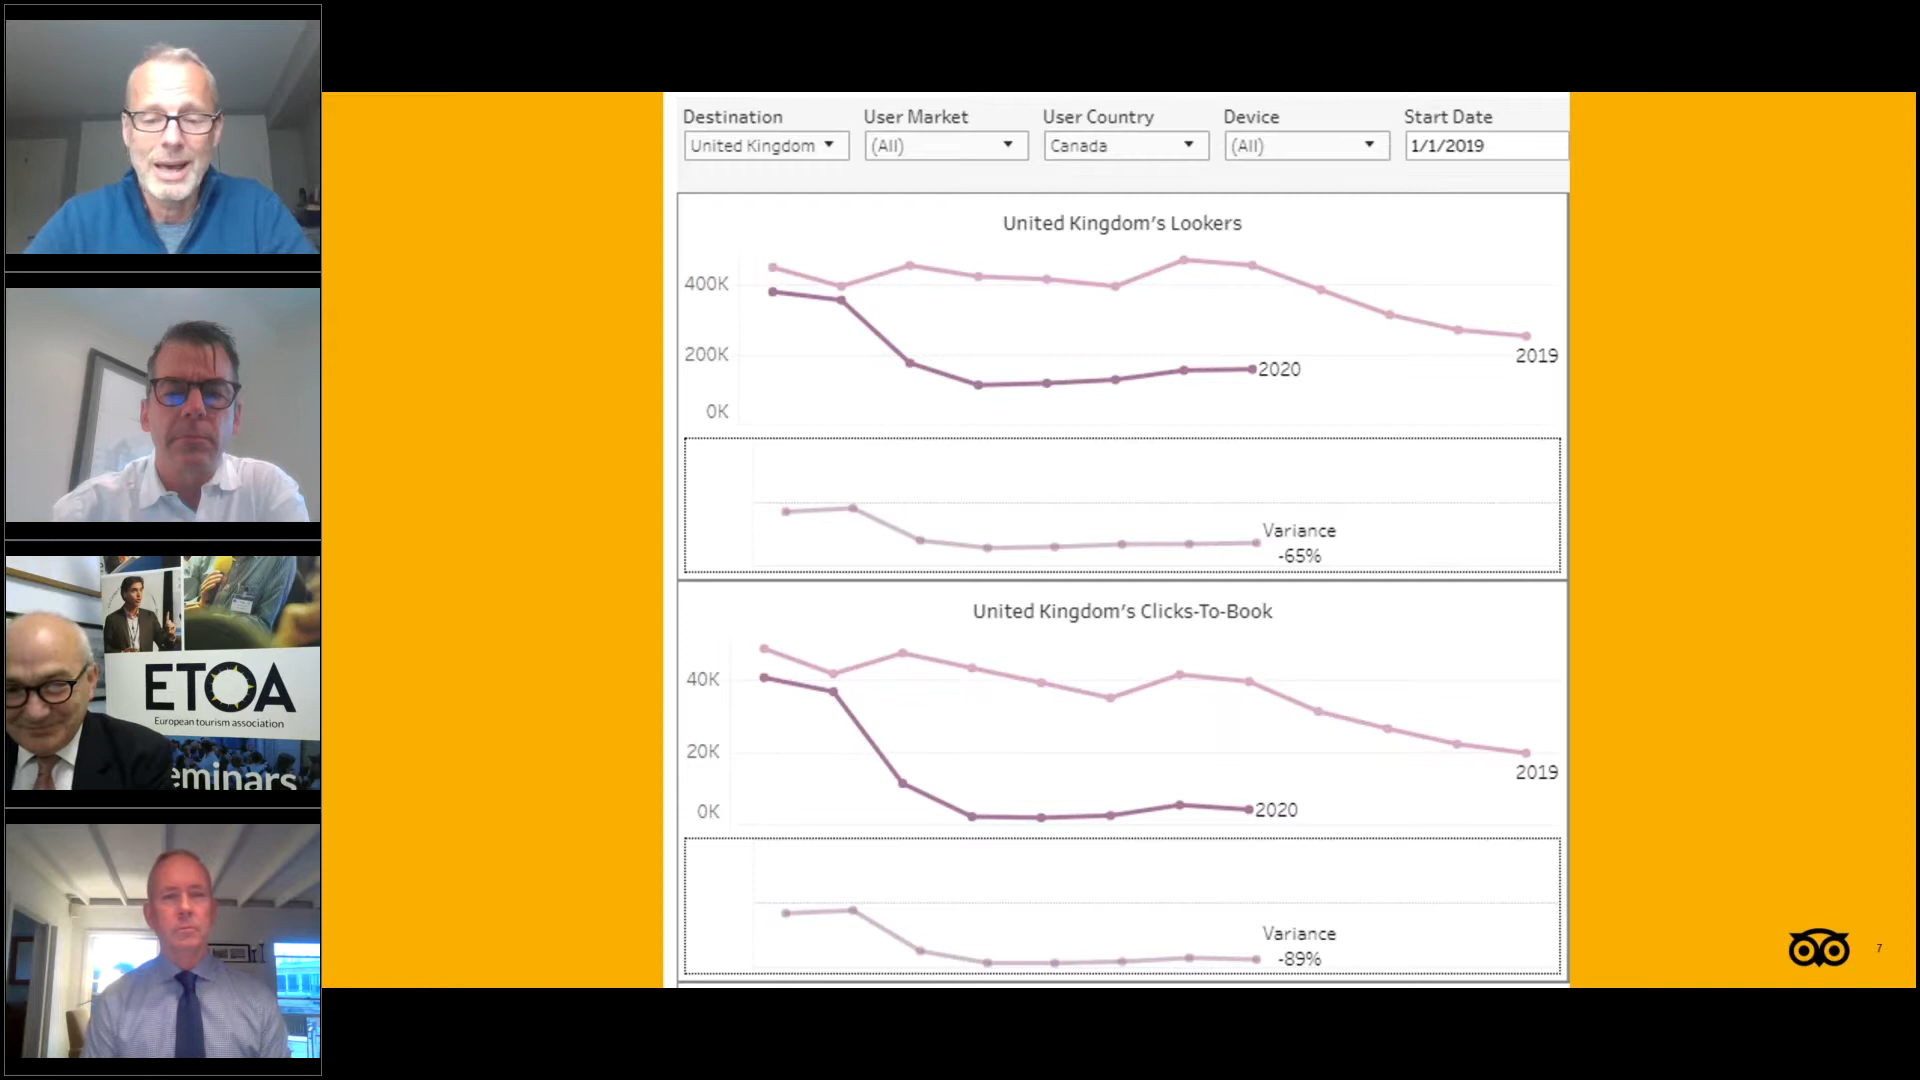 ETOA
European tourism association
eminars
Destination
User Market
User Country
Device
Start Date
United Kingdom
(All)
Canada
(All)
1/1/2019
United Kingdom's Lookers
400K
200K
0K
2019
2020
Variance
-65%
United Kingdom's Clicks-To-Book
40K
20K
0K
2019
2020
Variance
-89%
7